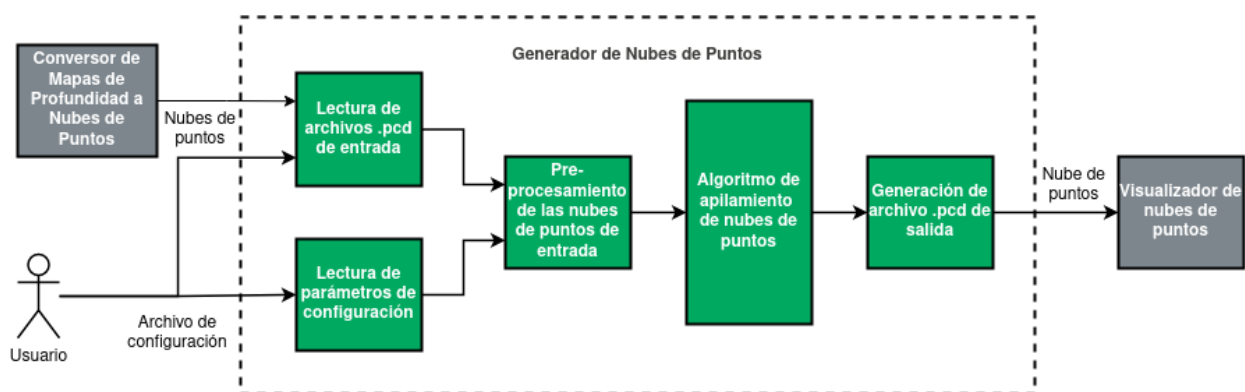 Generador de Nubes de Puntos
Conversor de
Mapas de
Profundidad a
Nubes de
Puntos
Nubes de
puntos
Lectura de
archivos .pcd
de entrada
Pre-
procesamiento
de las nubes
de puntos de
entrada
Algoritmo de
apilamiento
de nubes de
puntos
Generación de
archivo .pcd de
salida
Nube de
puntos
Visualizador de
nubes de
puntos
Lectura de
parámetros de
configuración
Archivo de
configuración
Usuario